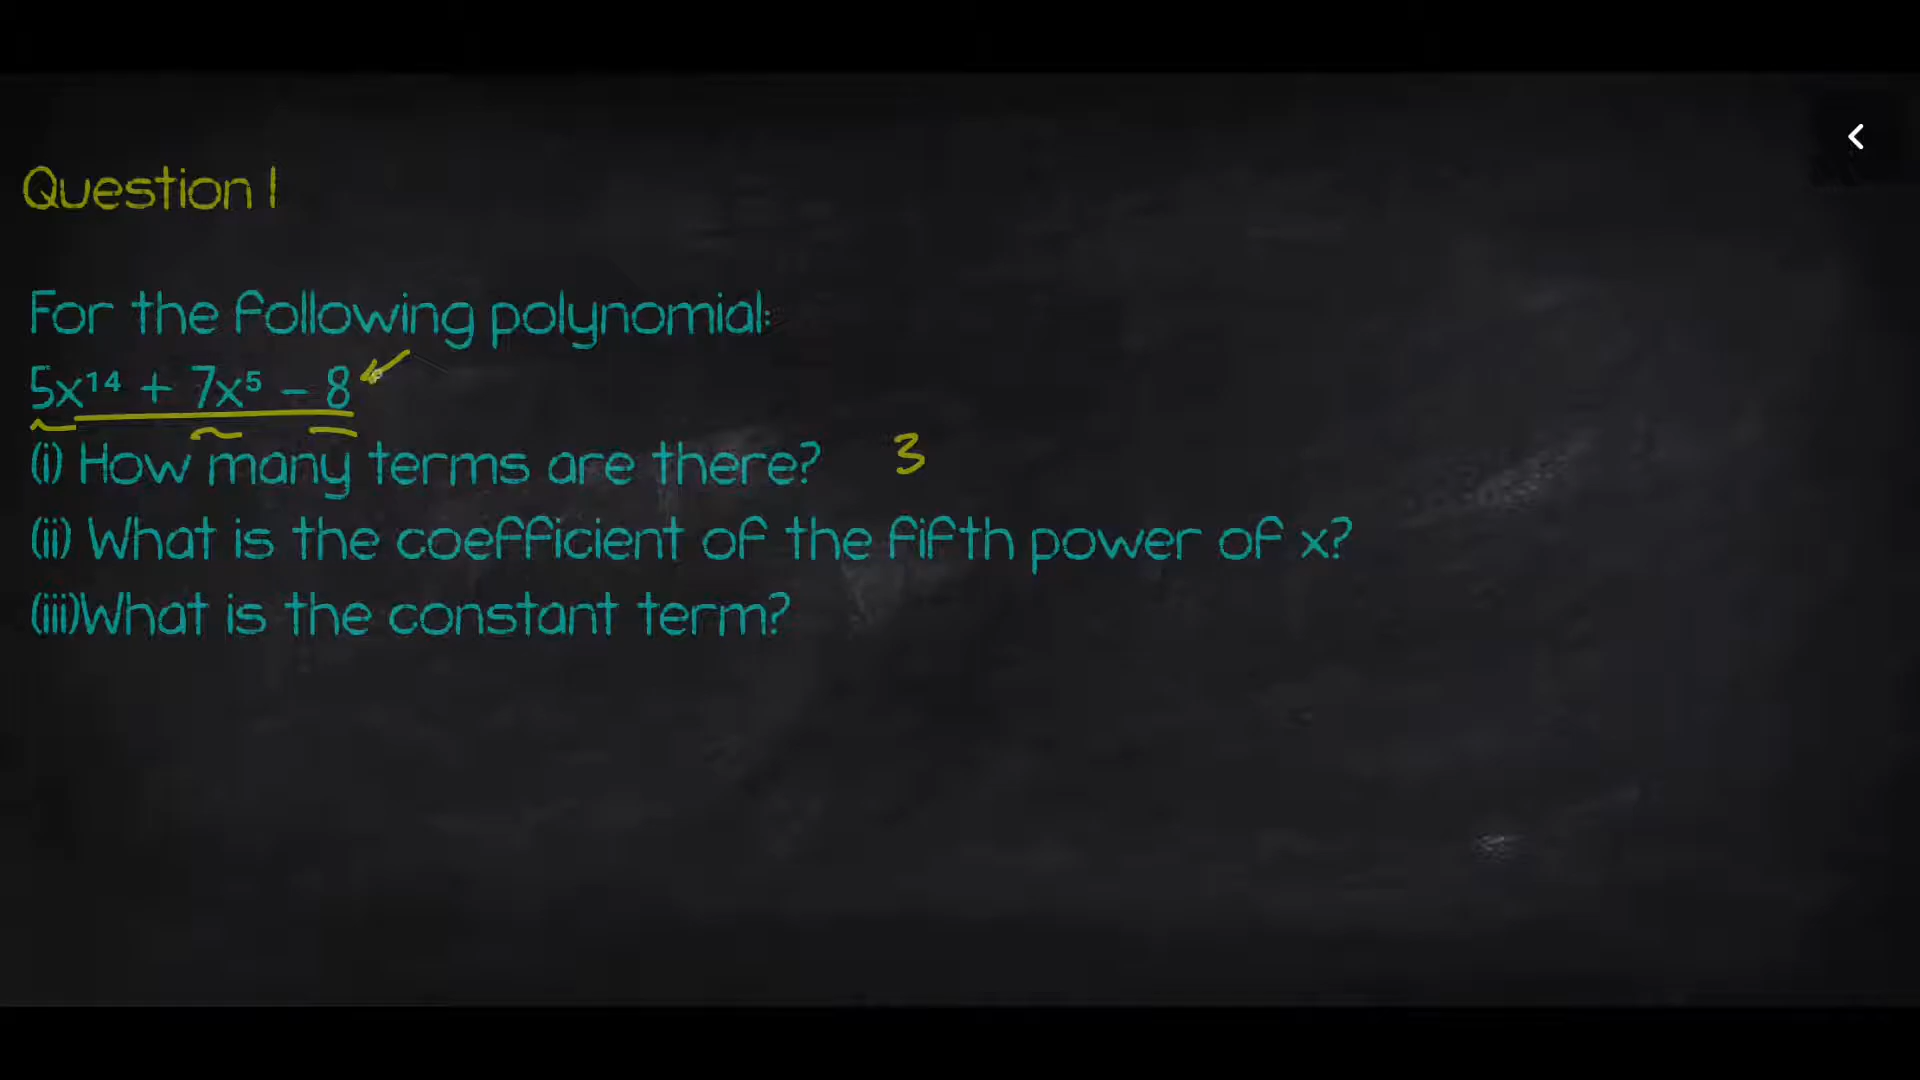 Question 1
For the following polynomial:
5x¹⁴ + 7x⁵ - 8
(i) How many terms are there? 3
(ii) What is the coefficient of the fifth power of x?
(iii)What is the constant term?